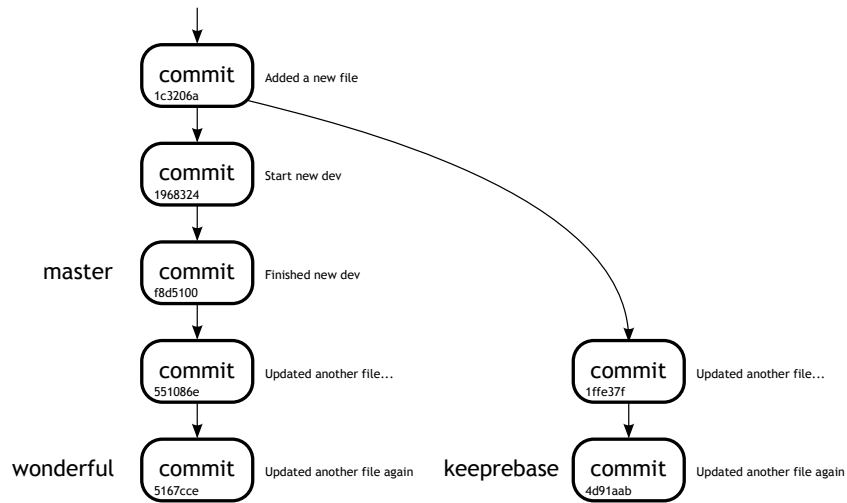 commit
1c3206a
Added a new file
commit
1968324
Start new dev
master
commit
f8d5100
Finished new dev
commit
551086e
Updated another file...
commit
1ffe37f
Updated another file...
wonderful
commit
5167cce
Updated another file again
keeprebase
commit
4d91aab
Updated another file again